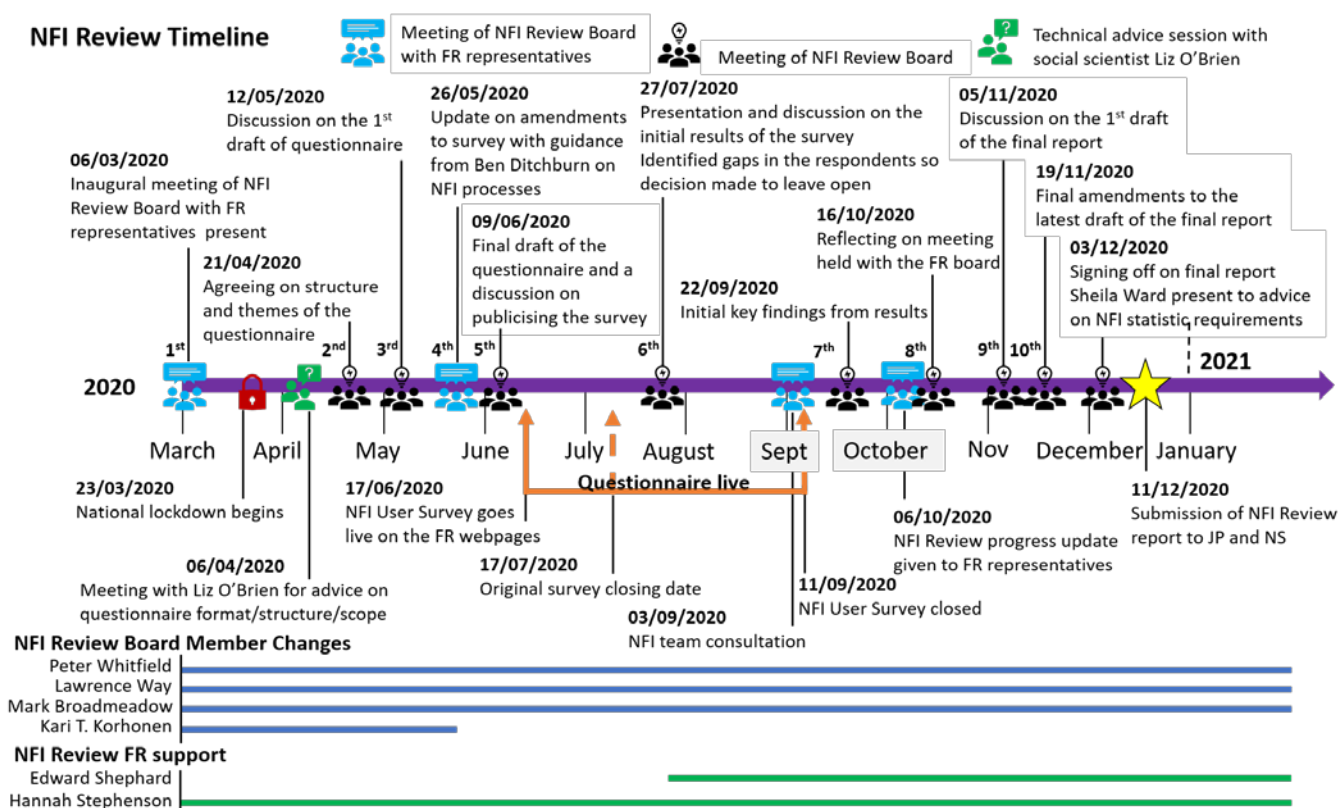 NFI Review Timeline
Meeting of NFI Review Board
with FR representatives
Meeting of NFI Review Board
Technical advice session with
social scientist Liz O'Brien
06/03/2020
Inaugural meeting of NFI
Review Board with FR
representatives present
12/05/2020
Discussion on the 1st
draft of questionnaire
21/04/2020
Agreeing on structure
and themes of the
questionnaire
26/05/2020
Update on amendments
to survey with guidance
from Ben Ditchburn on
NFI processes
09/06/2020
Final draft of the
questionnaire and a
discussion on
publicising the survey
27/07/2020
Presentation and discussion on the
initial results of the survey
Identified gaps in the respondents so
decision made to leave open
22/09/2020
Initial key findings from results
16/10/2020
Reflecting on meeting
held with the FR board
05/11/2020
Discussion on the 1st draft
of the final report
19/11/2020
Final amendments to the
latest draft of the final report
03/12/2020
Signing off on final report
Sheila Ward present to advice
on NFI statistic requirements
1st 2nd 3rd 4th 5th 6th 7th 8th 9th 10th
2020
2021
March April May June July August Sept October Nov December January
Questionnaire live
23/03/2020
National lockdown begins
06/04/2020
Meeting with Liz O'Brien for advice on
questionnaire format/structure/scope
17/06/2020
NFI User Survey goes
live on the FR webpages
17/07/2020
Original survey closing date
03/09/2020
NFI team consultation
11/09/2020
NFI User Survey closed
06/10/2020
NFI Review progress update
given to FR representatives
11/12/2020
Submission of NFI Review
report to JP and NS
NFI Review Board Member Changes
Peter Whitfield
Lawrence Way
Mark Broadmeadow
Kari T. Korhonen
NFI Review FR support
Edward Shephard
Hannah Stephenson